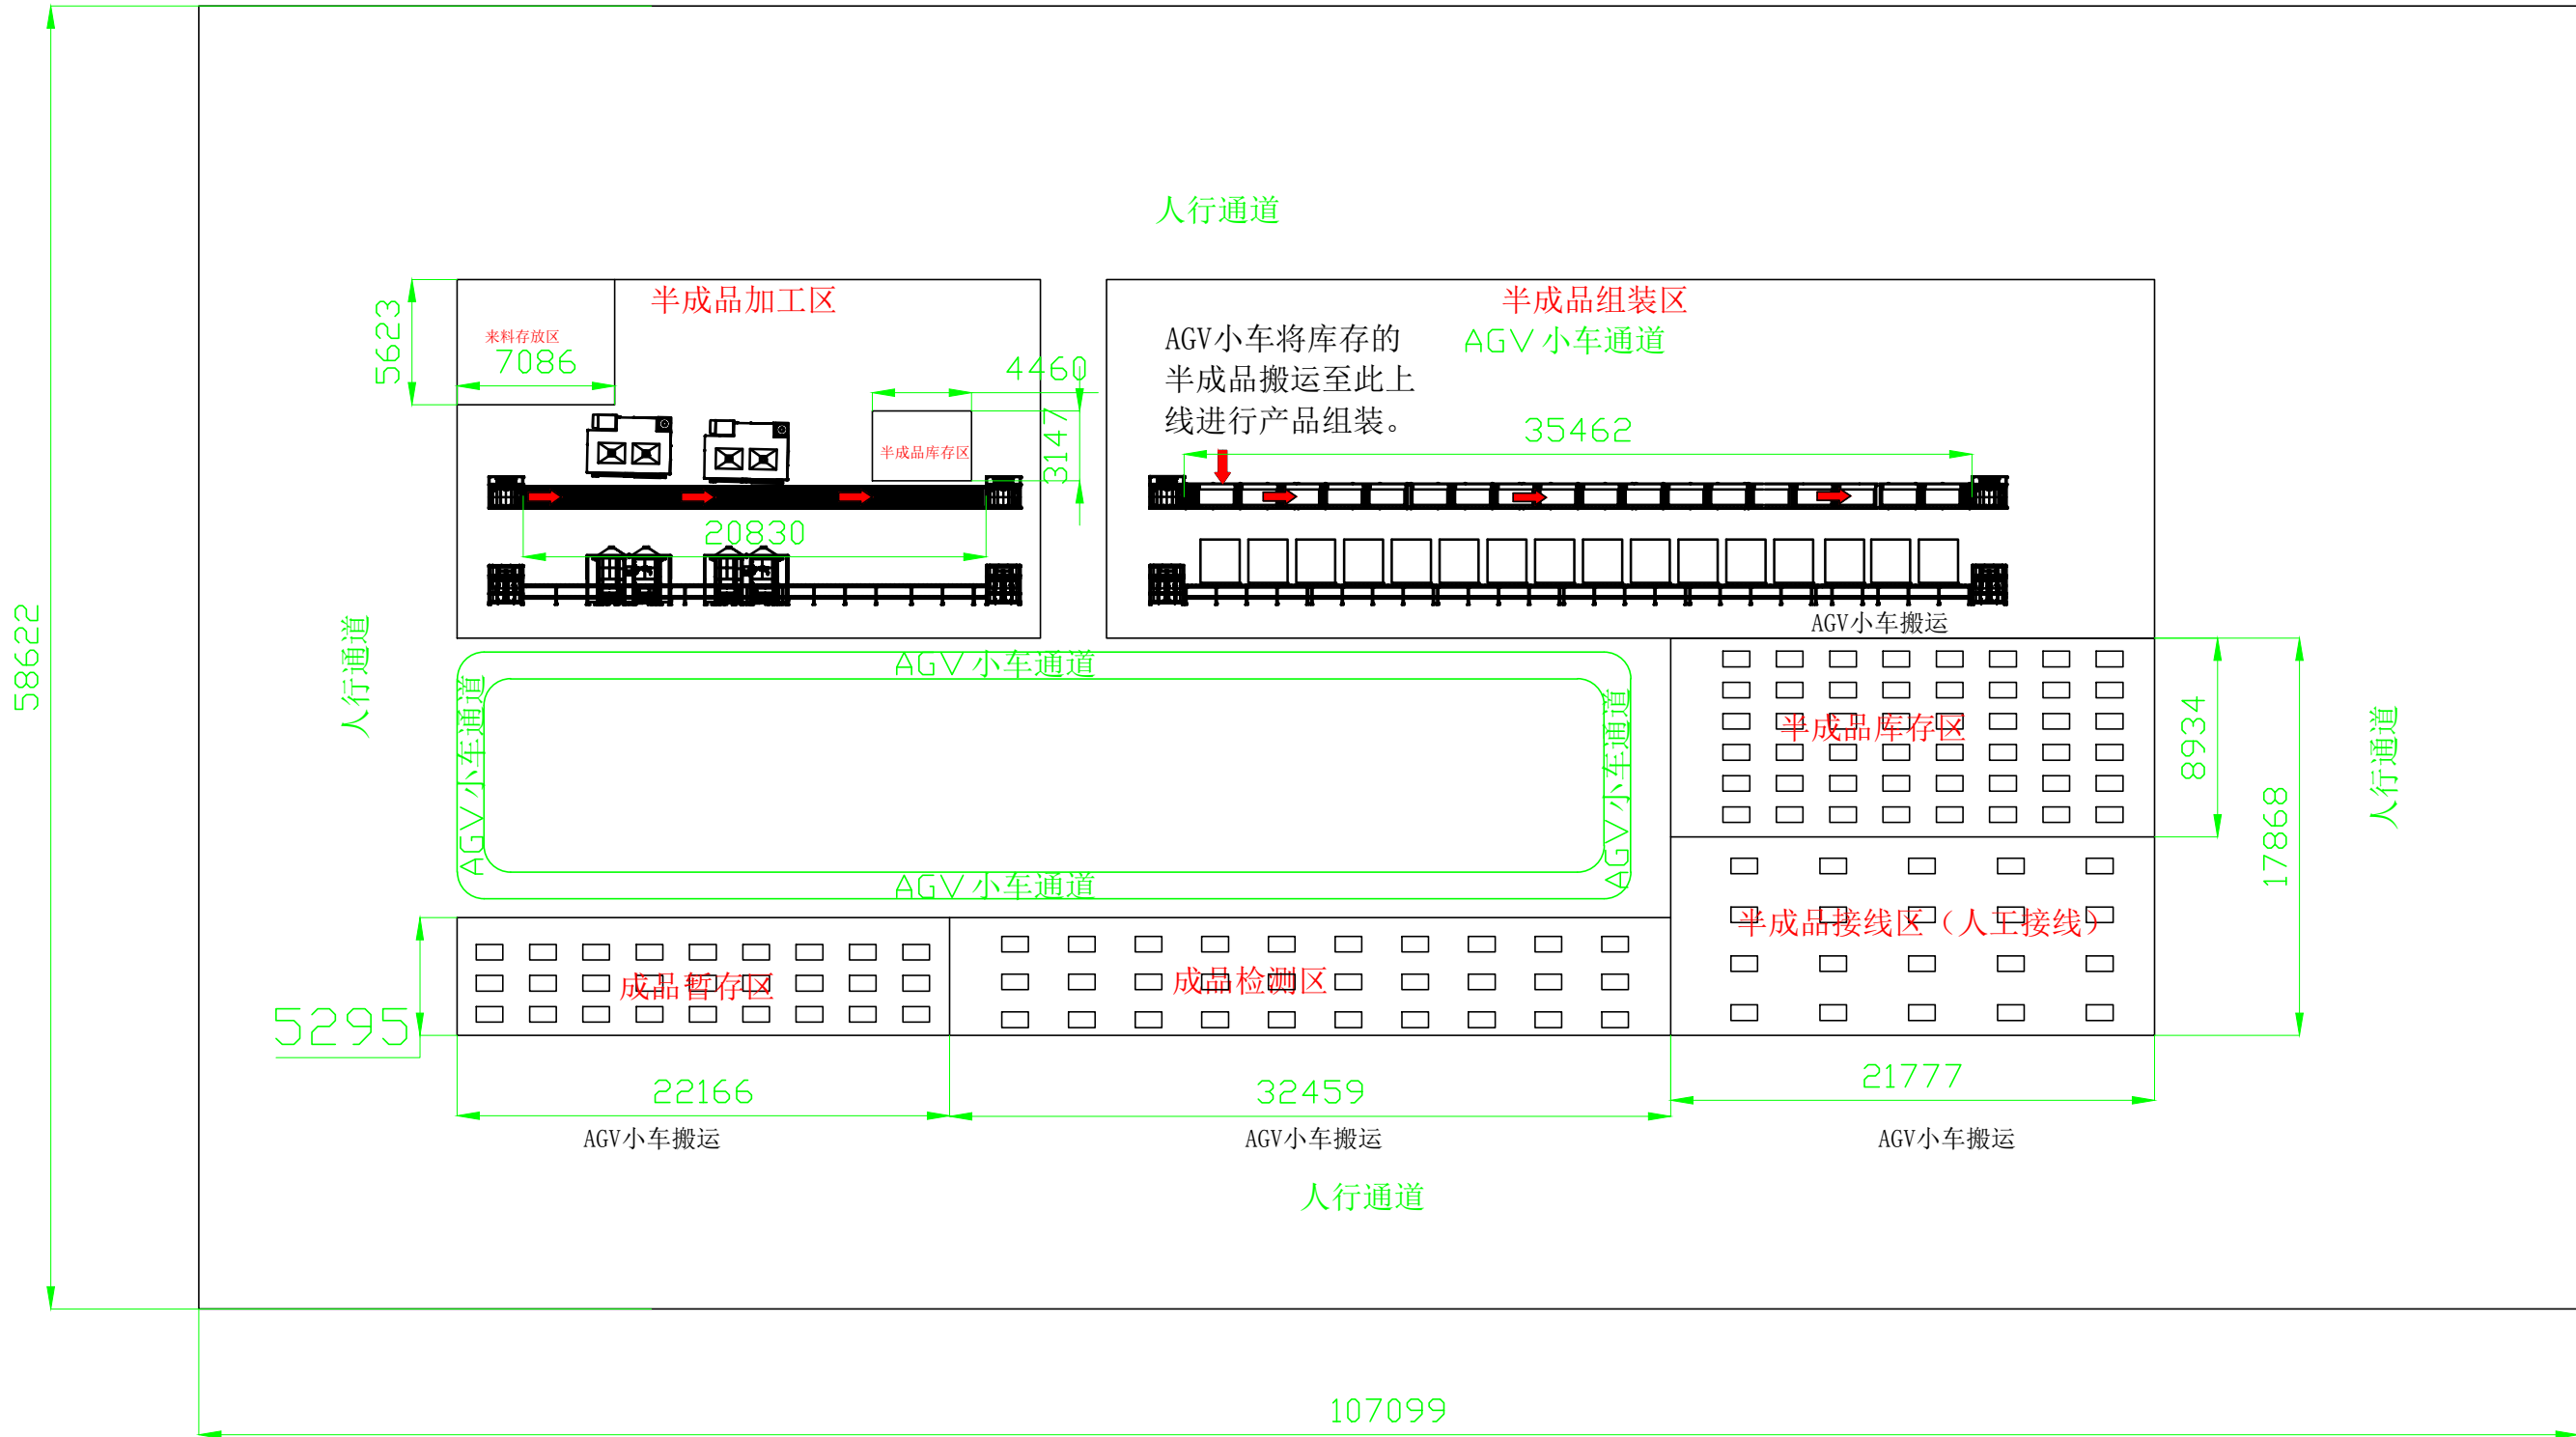 人行通道
半成品加工区
半成品组装区
来料存放区
5623
7086
4460
3147
AGV小车将库存的
半成品搬运至此上
线进行产品组装。
AGV小车通道
35462
半成品库存区
20830
58622
人行通道
AGV小车搬运
AGV小车通道
AGV小车通道
AGV小车通道
AGV小车通道
半成品库存区
8934
17868
人行通道
半成品接线区（人工接线）
成品暂存区
成品检测区
5295
22166
32459
21777
AGV小车搬运
AGV小车搬运
AGV小车搬运
人行通道
107099